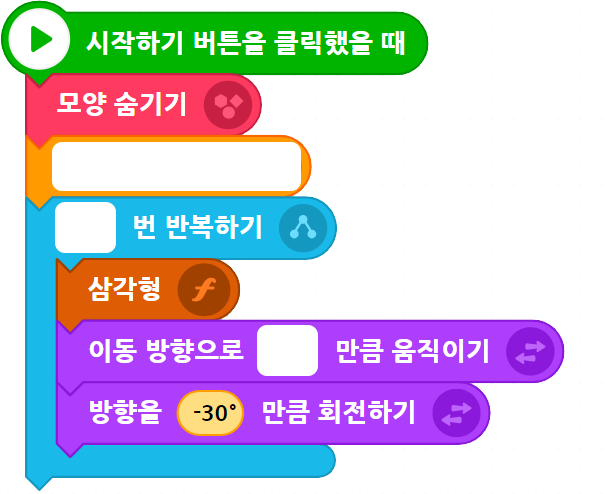 시작하기 버튼을 클릭했을 때
모양 숨기기
번 반복하기
삼각형 f
이동 방향으로 만큼 움직이기
방향을 -30° 만큼 회전하기